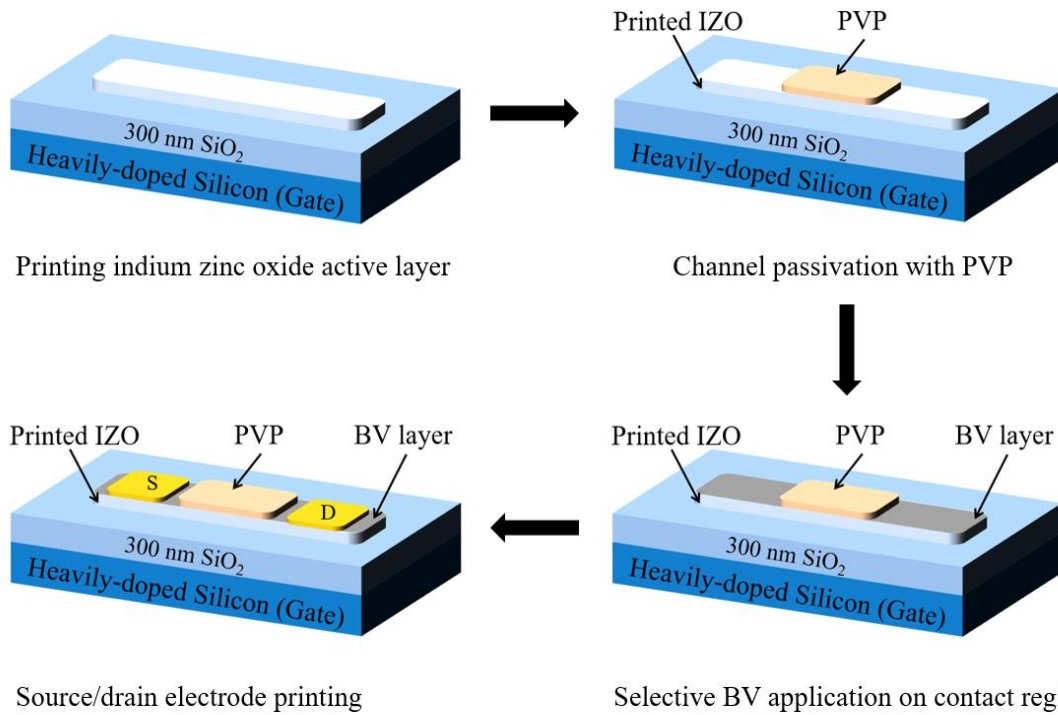 Printed IZO
PVP
300 nm SiO₂
Heavily-doped Silicon (Gate)
300 nm SiO₂
Heavily-doped Silicon (Gate)
Printing indium zinc oxide active layer
Channel passivation with PVP
Printed IZO
PVP
BV layer
S
D
300 nm SiO₂
Heavily-doped Silicon (Gate)
Printed IZO
PVP
BV layer
300 nm SiO₂
Heavily-doped Silicon (Gate)
Source/drain electrode printing
Selective BV application on contact reg